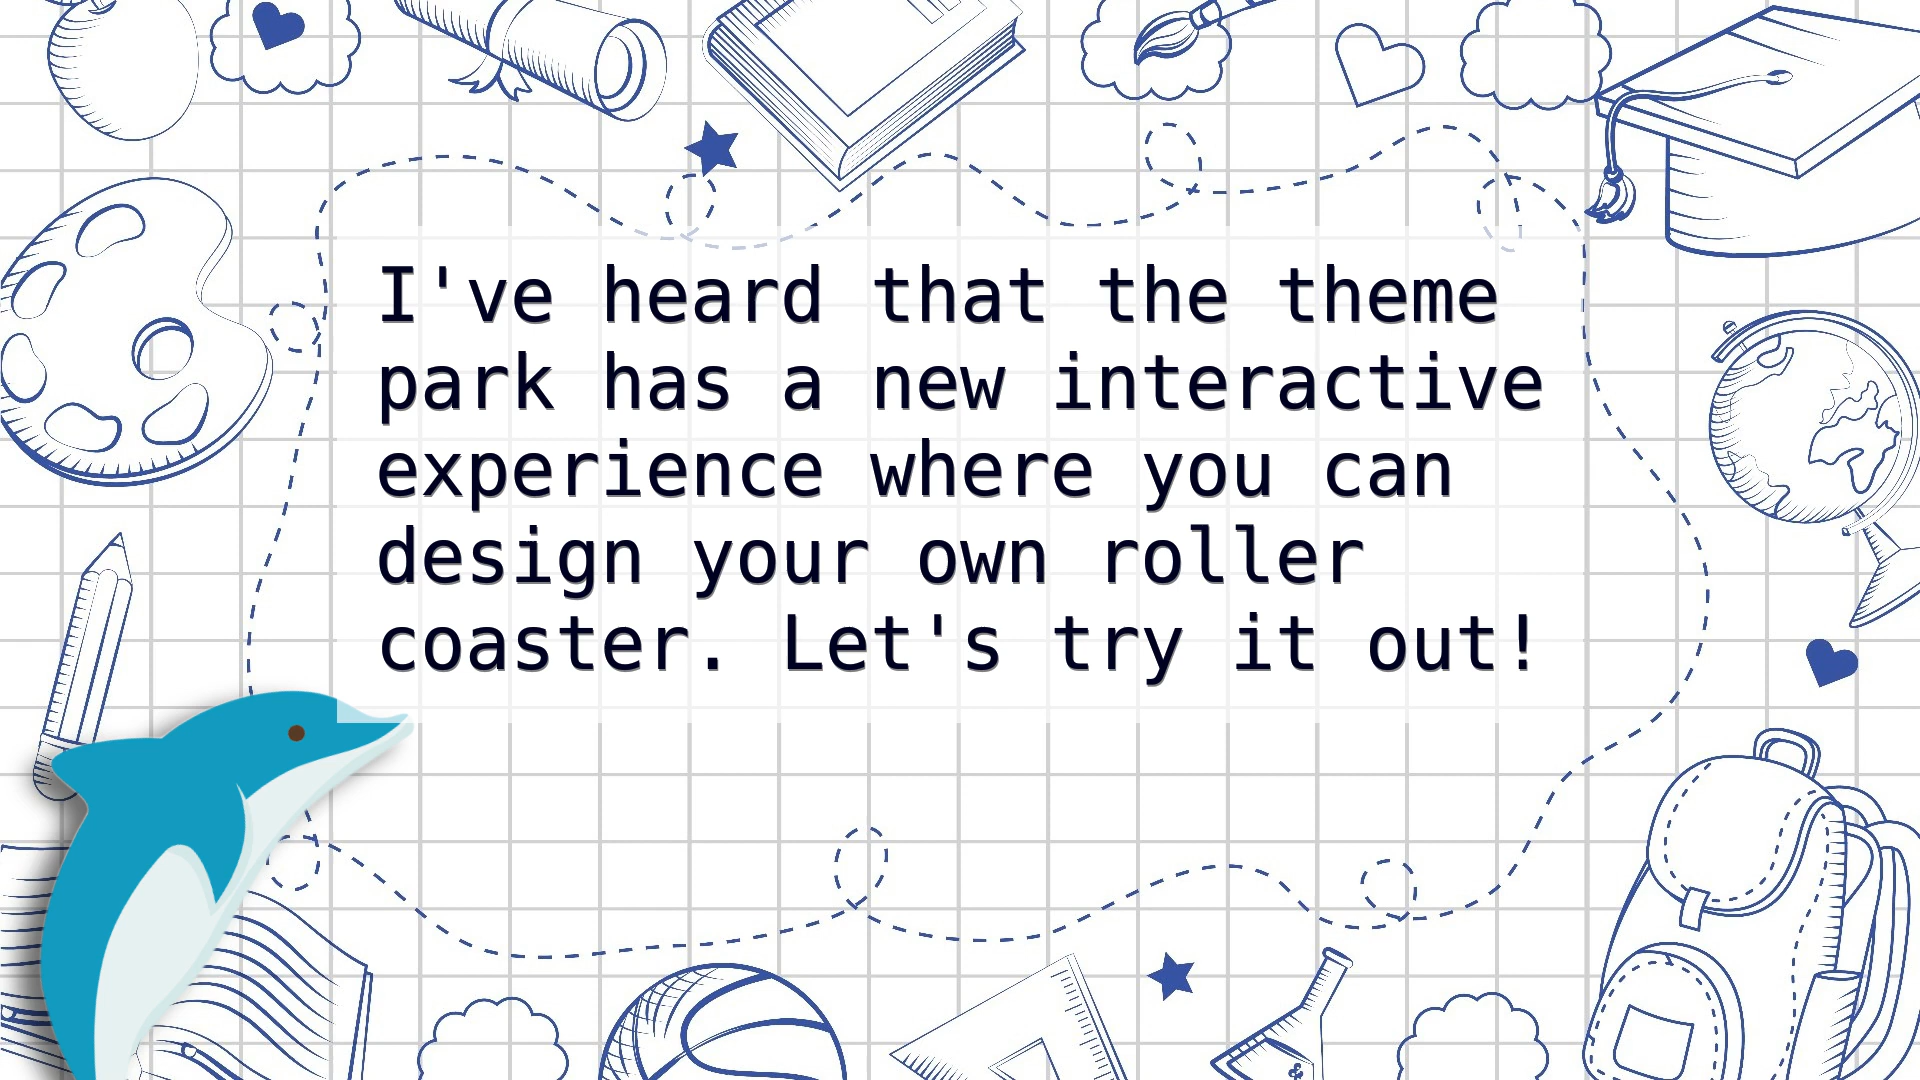 I've heard that the theme
park has a new interactive
experience where you can
design your own roller
coaster. Let's try it out!